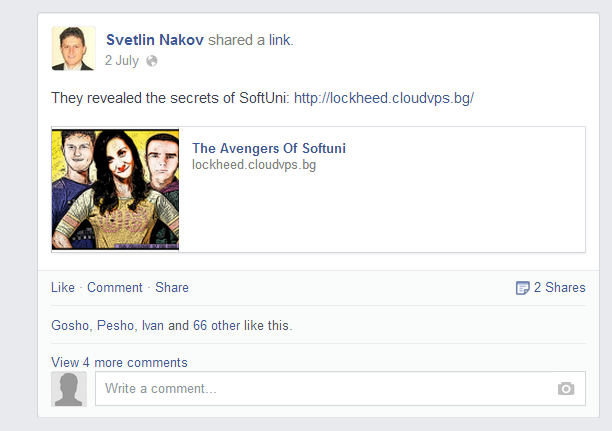 Svetlin Nakov shared a link.
2 July
They revealed the secrets of SoftUni: http://lockheed.cloudvps.bg/
The Avengers Of Softuni
lockheed.cloudvps.bg
Like · Comment · Share
2 Shares
Gosho, Pesho, Ivan and 66 other like this.
View 4 more comments
Write a comment...